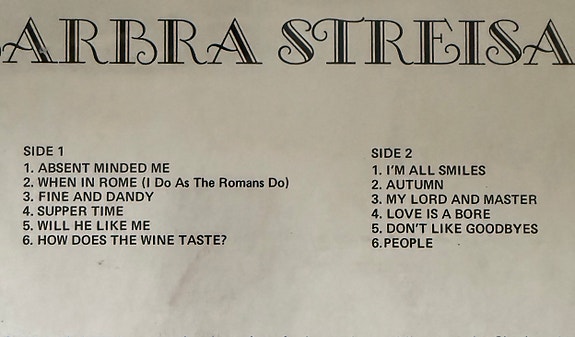 ARBRA STREISA
SIDE 1
1. ABSENT MINDED ME
2. WHEN IN ROME (I Do As The Romans Do)
3. FINE AND DANDY
4. SUPPER TIME
5. WILL HE LIKE ME
6. HOW DOES THE WINE TASTE?
SIDE 2
1. I'M ALL SMILES
2. AUTUMN
3. MY LORD AND MASTER
4. LOVE IS A BORE
5. DON'T LIKE GOODBYES
6.PEOPLE